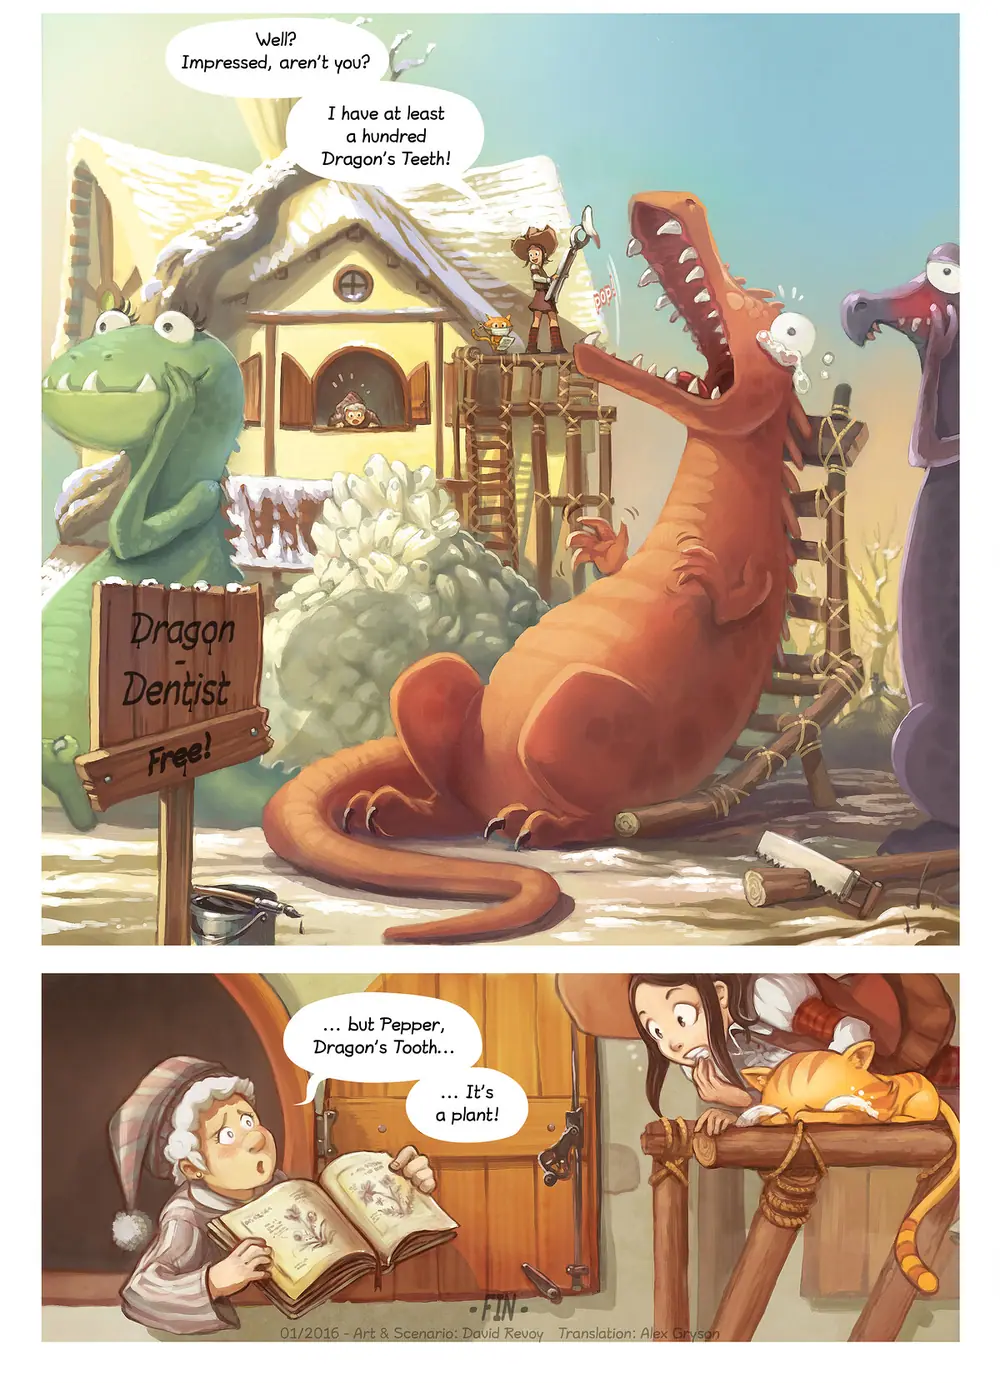 Well?
Impressed, aren't you?
I have at least
a hundred
Dragon's Teeth!
POP!
Dragon
-
Dentist
Free!
... but Pepper,
Dragon's Tooth...
... It's
a plant!
• FIN •
01/2016 - Art & Scenario: David Revoy Translation: Alex Gryson